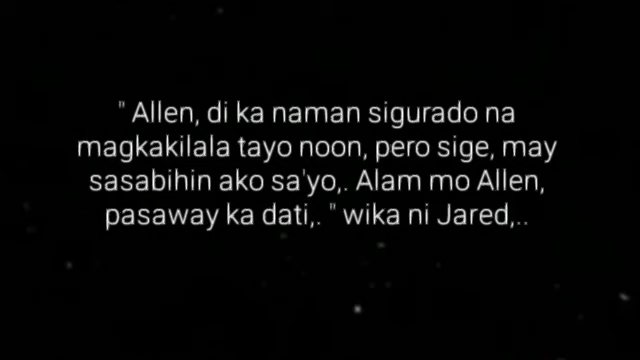 " Allen, di ka naman sigurado na
magkakilala tayo noon, pero sige, may
sasabihin ako sa'yo,. Alam mo Allen,
pasaway ka dati,. " wika ni Jared,..